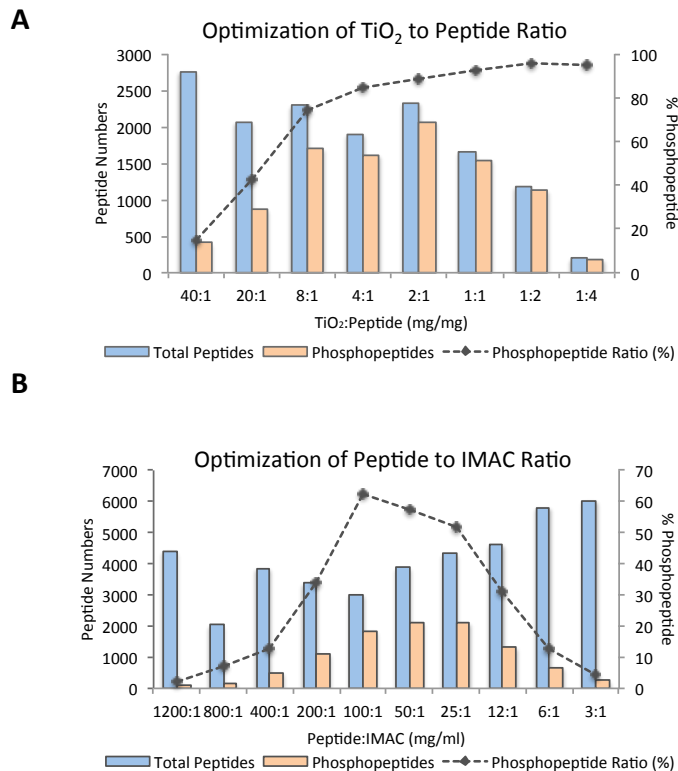 A
Optimization of TiO₂ to Peptide Ratio
Peptide Numbers
3000
2500
2000
1500
1000
500
0
100
80
60
40
20
0
% Phosphopeptide
40:1 20:1 8:1 4:1 2:1 1:1 1:2 1:4
TiO₂:Peptide (mg/mg)
Total Peptides Phosphopeptides Phosphopeptide Ratio (%)
B
Optimization of Peptide to IMAC Ratio
Peptide Numbers
7000
6000
5000
4000
3000
2000
1000
0
70
60
50
40
30
20
10
0
% Phosphopeptide
1200:1 800:1 400:1 200:1 100:1 50:1 25:1 12:1 6:1 3:1
Peptide:IMAC (mg/ml)
Total Peptides Phosphopeptides Phosphopeptide Ratio (%)